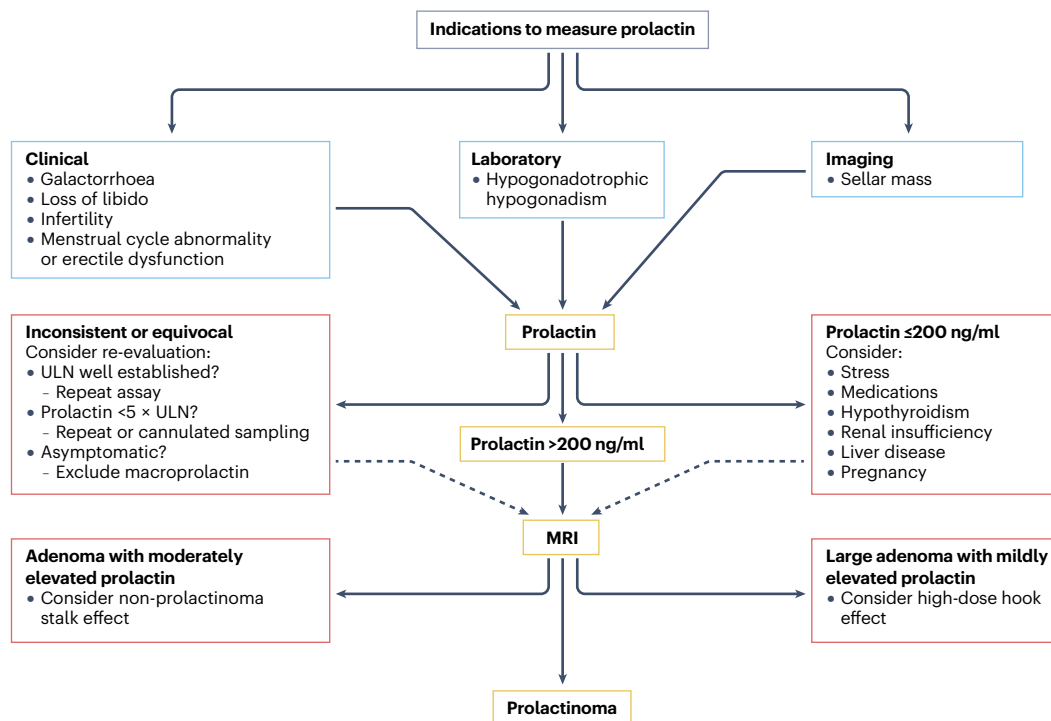 Indications to measure prolactin
Clinical
• Galactorrhoea
• Loss of libido
• Infertility
• Menstrual cycle abnormality
or erectile dysfunction
Laboratory
• Hypogonadotrophic
hypogonadism
Imaging
• Sellar mass
Prolactin
Inconsistent or equivocal
Consider re-evaluation:
• ULN well established?
– Repeat assay
• Prolactin <5 × ULN?
– Repeat or cannulated sampling
• Asymptomatic?
– Exclude macroprolactin
Prolactin >200 ng/ml
Prolactin ≤200 ng/ml
Consider:
• Stress
• Medications
• Hypothyroidism
• Renal insufficiency
• Liver disease
• Pregnancy
MRI
Adenoma with moderately
elevated prolactin
• Consider non-prolactinoma
stalk effect
Large adenoma with mildly
elevated prolactin
• Consider high-dose hook
effect
Prolactinoma